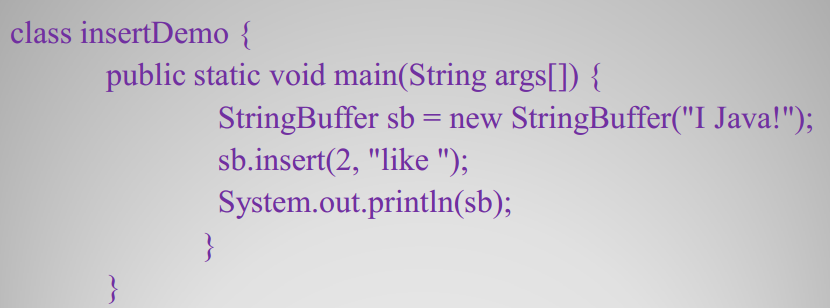 class insertDemo {
public static void main(String args[]) {
StringBuffer sb = new StringBuffer("I Java!");
sb.insert(2, "like ");
System.out.println(sb);
}
}